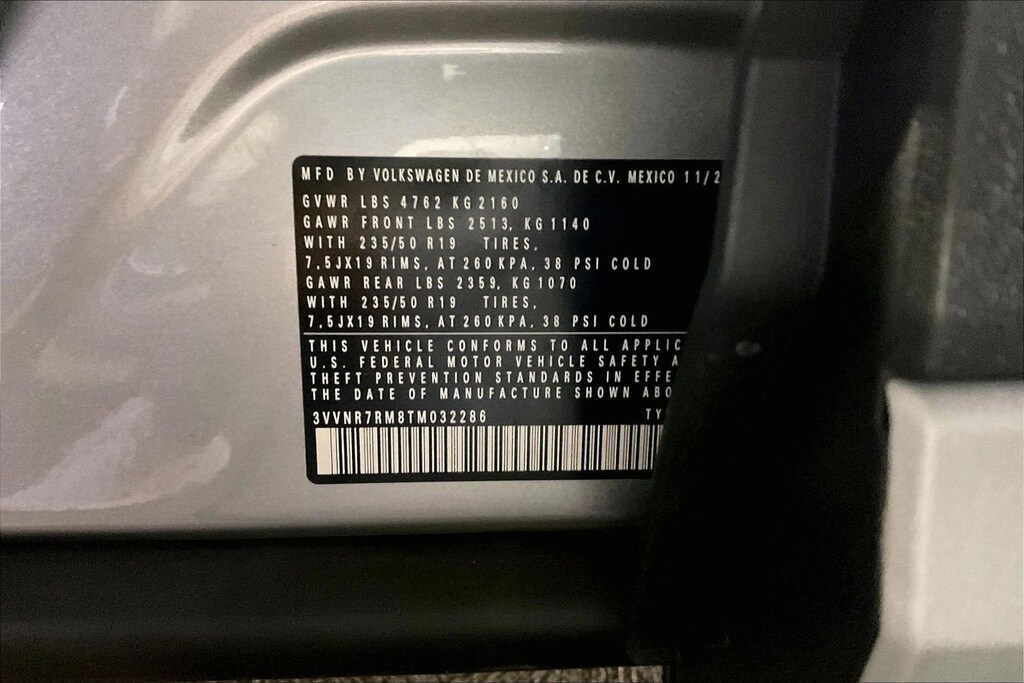 MFD BY VOLKSWAGEN DE MEXICO S.A. DE C.V. MEXICO 11/2
GVWR LBS 4762 KG 2160
GAWR FRONT LBS 2513, KG 1140
WITH 235/50 R19 TIRES,
7,5JX19 RIMS, AT 260 KPA, 38 PSI COLD
GAWR REAR LBS 2359, KG 1070
WITH 235/50 R19 TIRES,
7,5JX19 RIMS, AT 260 KPA, 38 PSI COLD
THIS VEHICLE CONFORMS TO ALL APPLIC
U.S. FEDERAL MOTOR VEHICLE SAFETY A
THEFT PREVENTION STANDARDS IN EFFE
THE DATE OF MANUFACTURE SHOWN ABO
3VVNR7RM8TM032286 TY